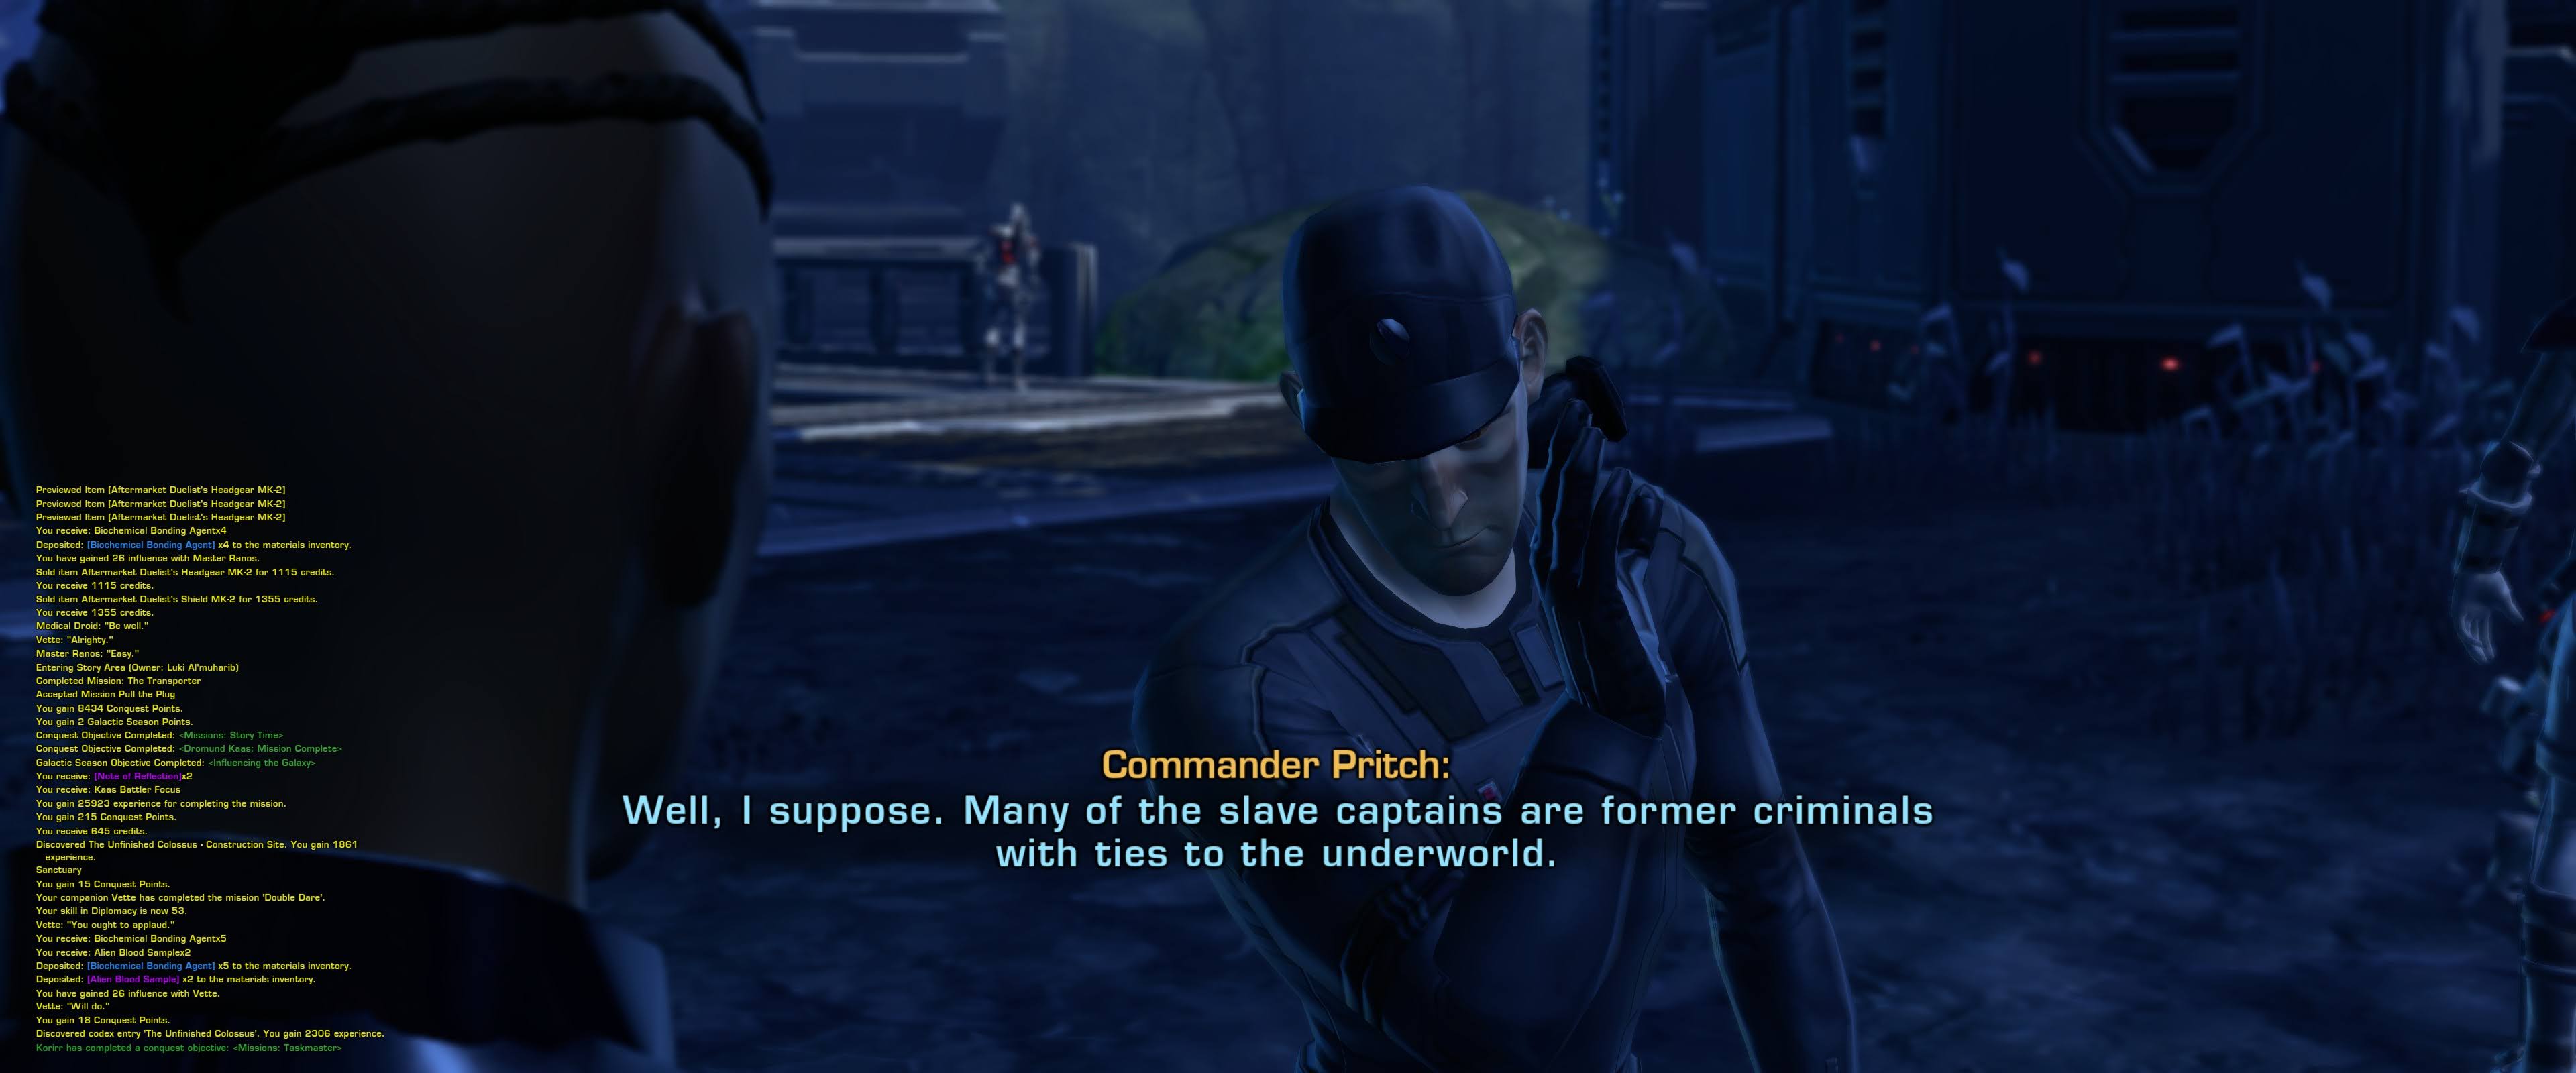 Previewed Item [Aftermarket Duelist's Headgear MK-2]
Previewed Item [Aftermarket Duelist's Headgear MK-2]
Previewed Item [Aftermarket Duelist's Headgear MK-2]
You receive: Biochemical Bonding Agentx4
Deposited: [Biochemical Bonding Agent] x4 to the materials inventory.
You have gained 26 influence with Master Ranos.
Sold item Aftermarket Duelist's Headgear MK-2 for 1115 credits.
You receive 1115 credits.
Sold item Aftermarket Duelist's Shield MK-2 for 1355 credits.
You receive 1355 credits.
Medical Droid: "Be well."
Vette: "Alrighty."
Master Ranos: "Easy."
Entering Story Area (Owner: Luki Al'muharib)
Completed Mission: The Transporter
Accepted Mission Pull the Plug
You gain 8434 Conquest Points.
You gain 2 Galactic Season Points.
Conquest Objective Completed: <Missions: Story Time>
Conquest Objective Completed: <Dromund Kaas: Mission Complete>
Galactic Season Objective Completed: <Influencing the Galaxy>
You receive: [Note of Reflection]x2
You receive: Kaas Battler Focus
You gain 25923 experience for completing the mission.
You gain 215 Conquest Points.
You receive 645 credits.
Discovered The Unfinished Colossus - Construction Site. You gain 1861
experience.
Sanctuary
You gain 15 Conquest Points.
Your companion Vette has completed the mission 'Double Dare'.
Your skill in Diplomacy is now 53.
Vette: "You ought to applaud."
You receive: Biochemical Bonding Agentx5
You receive: Alien Blood Samplex2
Deposited: [Biochemical Bonding Agent] x5 to the materials inventory.
Deposited: [Alien Blood Sample] x2 to the materials inventory.
You have gained 26 influence with Vette.
Vette: "Will do."
You gain 18 Conquest Points.
Discovered codex entry 'The Unfinished Colossus'. You gain 2306 experience.
Korirr has completed a conquest objective: <Missions: Taskmaster>
Commander Pritch:
Well, I suppose. Many of the slave captains are former criminals
with ties to the underworld.